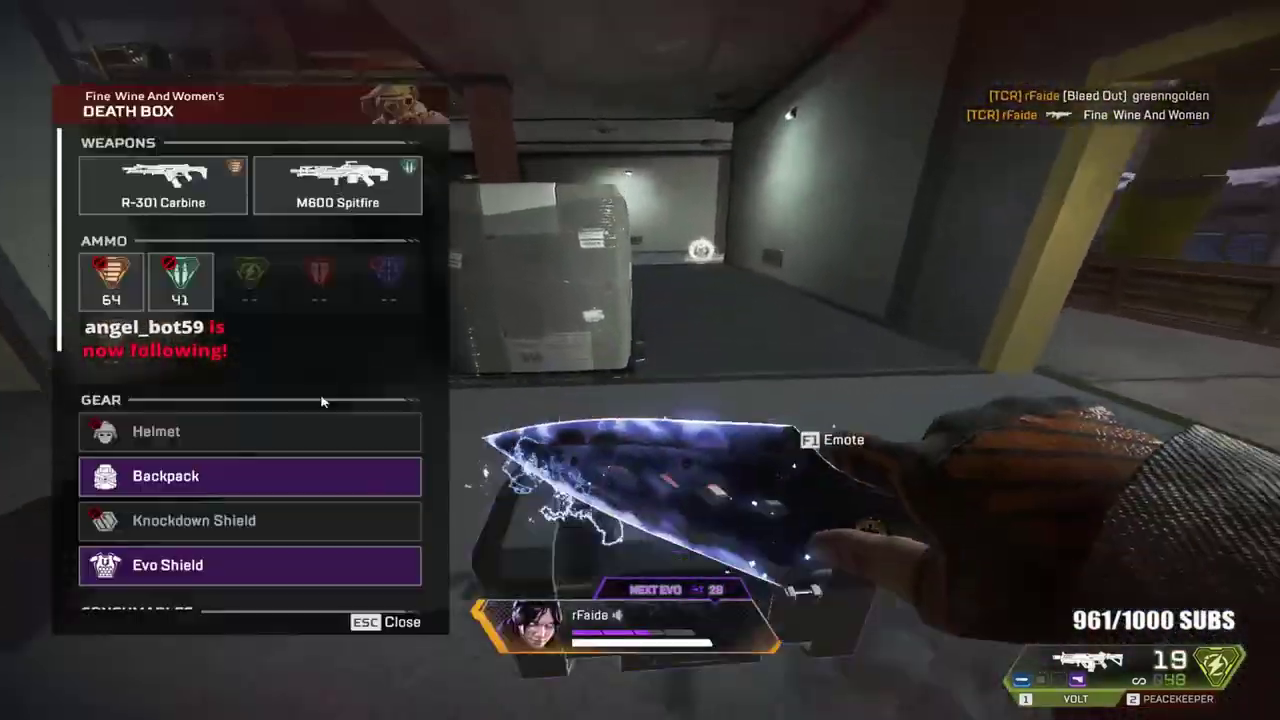 Fine Wine And Women's
DEATH BOX
WEAPONS
R-301 Carbine
M600 Spitfire
AMMO
64
41
--
--
--
angel_bot59 is
now following!
GEAR
Helmet
Backpack
Knockdown Shield
Evo Shield
ESC Close
[TCR] rFaide [Bleed Out] greenngolden
[TCR] rFaide Fine Wine And Women
F1 Emote
NEXT EVO 28
rFaide
961/1000 SUBS
19
1 VOLT
2 PEACEKEEPER